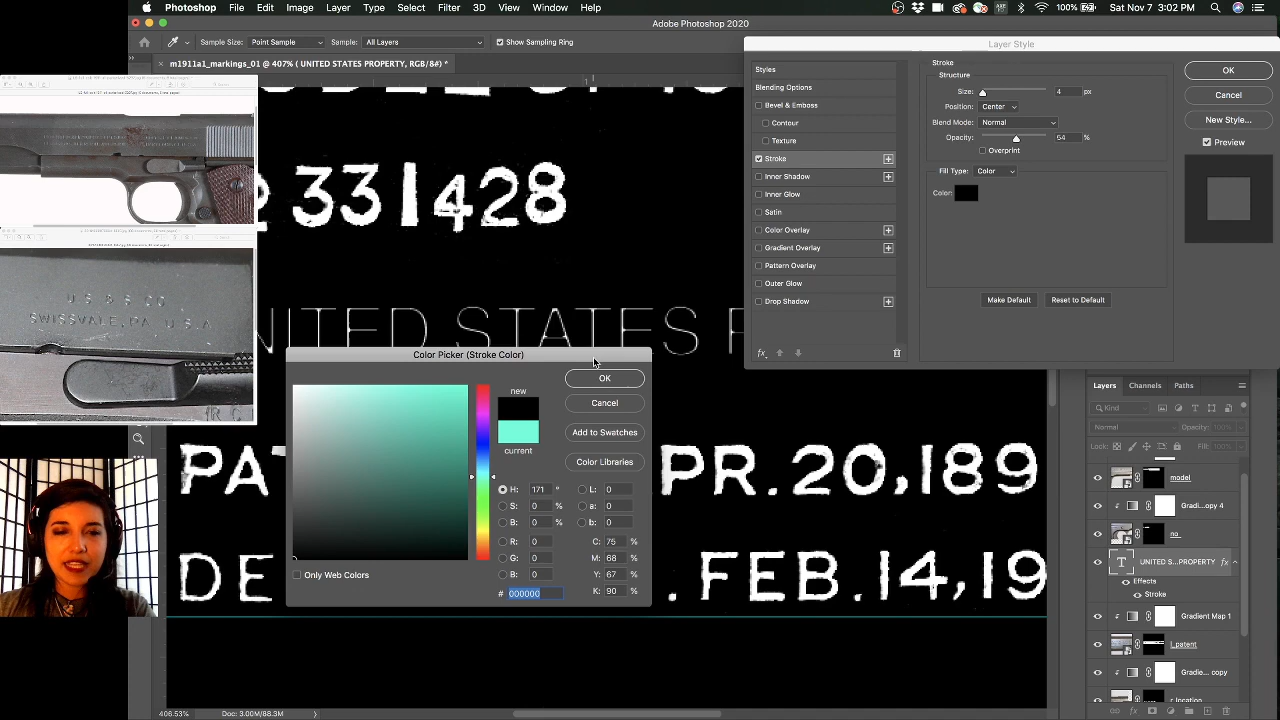 Photoshop File Edit Image Layer Type Select Filter 3D View Window Help 100% Sat Nov 7 3:02 PM
Adobe Photoshop 2020
Sample Size: Point Sample Sample: All Layers Show Sampling Ring
m1911a1_markings_01 @ 407% ( UNITED STATES PROPERTY, RGB/8#) *
Layer Style
Styles
Blending Options
Bevel & Emboss
Contour
Texture
Stroke
Inner Shadow
Inner Glow
Satin
Color Overlay
Gradient Overlay
Pattern Overlay
Outer Glow
Drop Shadow
fx
Stroke
Structure
Size: 4 px
Position: Center
Blend Mode: Normal
Opacity: 54 %
Overprint
Fill Type: Color
Color:
Make Default Reset to Default
OK
Cancel
New Style...
Preview
331428
NITED STATES P
U S & S CO
SWISSVALE, PA. U.S.A
Color Picker (Stroke Color)
new
current
OK
Cancel
Add to Swatches
Color Libraries
H: 171 °
S: 0 %
B: 0 %
R: 0
G: 0
B: 0
L: 0
a: 0
b: 0
C: 75 %
M: 68 %
Y: 67 %
K: 90 %
# 000000
Only Web Colors
PA PR.20,189
DE .FEB.14,19
Layers Channels Paths
Kind
Normal Opacity: 100%
Lock: Fill: 100%
model
Gradi...opy 4
no_
T UNITED S...PROPERTY fx
Effects
Stroke
Gradient Map 1
l_patent
Gradie... copy
r_location
406.53% Doc: 3.00M/88.3M